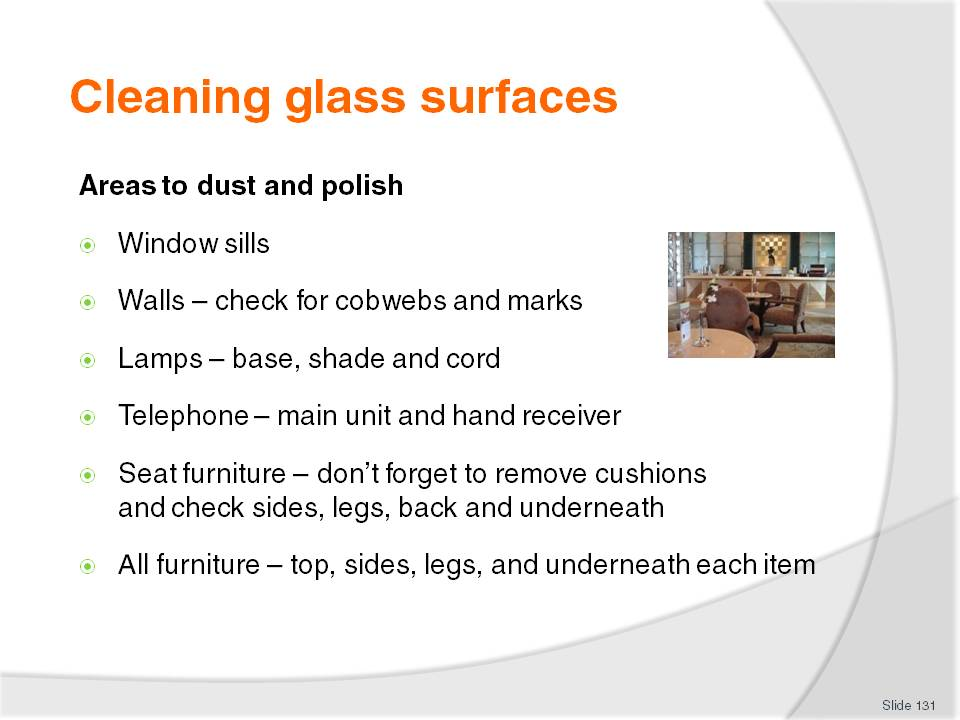 Cleaning glass surfaces
Areas to dust and polish
Window sills
Walls – check for cobwebs and marks
Lamps – base, shade and cord
Telephone – main unit and hand receiver
Seat furniture – don’t forget to remove cushions
and check sides, legs, back and underneath
All furniture – top, sides, legs, and underneath each item
Slide 131